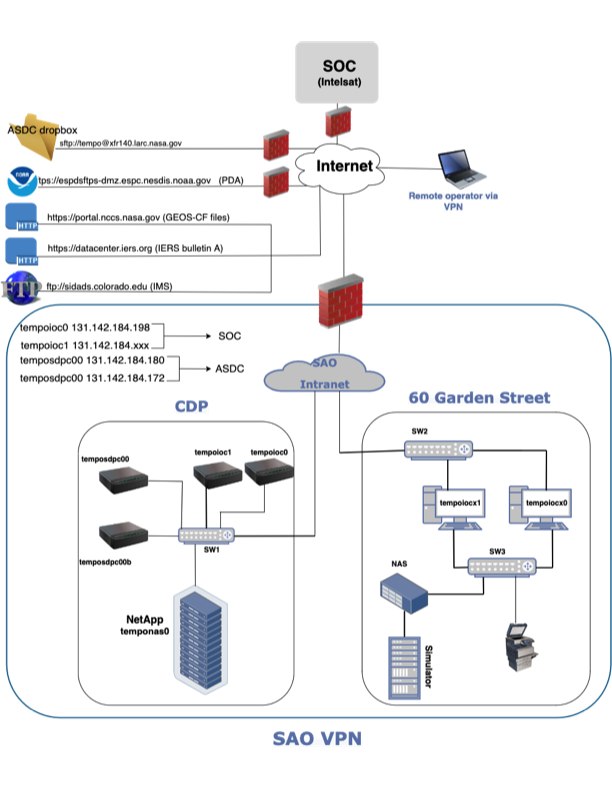 SOC
(Intelsat)
ASDC dropbox
sftp://tempo@xfr140.larc.nasa.gov
Internet
NOAA
tps://espdsftps-dmz.espc.nesdis.noaa.gov (PDA)
Remote operator via
VPN
https://portal.nccs.nasa.gov (GEOS-CF files)
HTTP
https://datacenter.iers.org (IERS bulletin A)
HTTP
FTP
ftp://sidads.colorado.edu (IMS)
tempoioc0 131.142.184.198
SOC
tempoioc1 131.142.184.xxx
temposdpc00 131.142.184.180
ASDC
temposdpc00 131.142.184.172
SAO
Intranet
CDP
60 Garden Street
SW2
temposdpc00
tempoioc1
tempoioc0
tempoiocx1
tempoiocx0
SW1
SW3
temposdpc00b
NAS
NetApp
temponas0
Simulator
SAO VPN